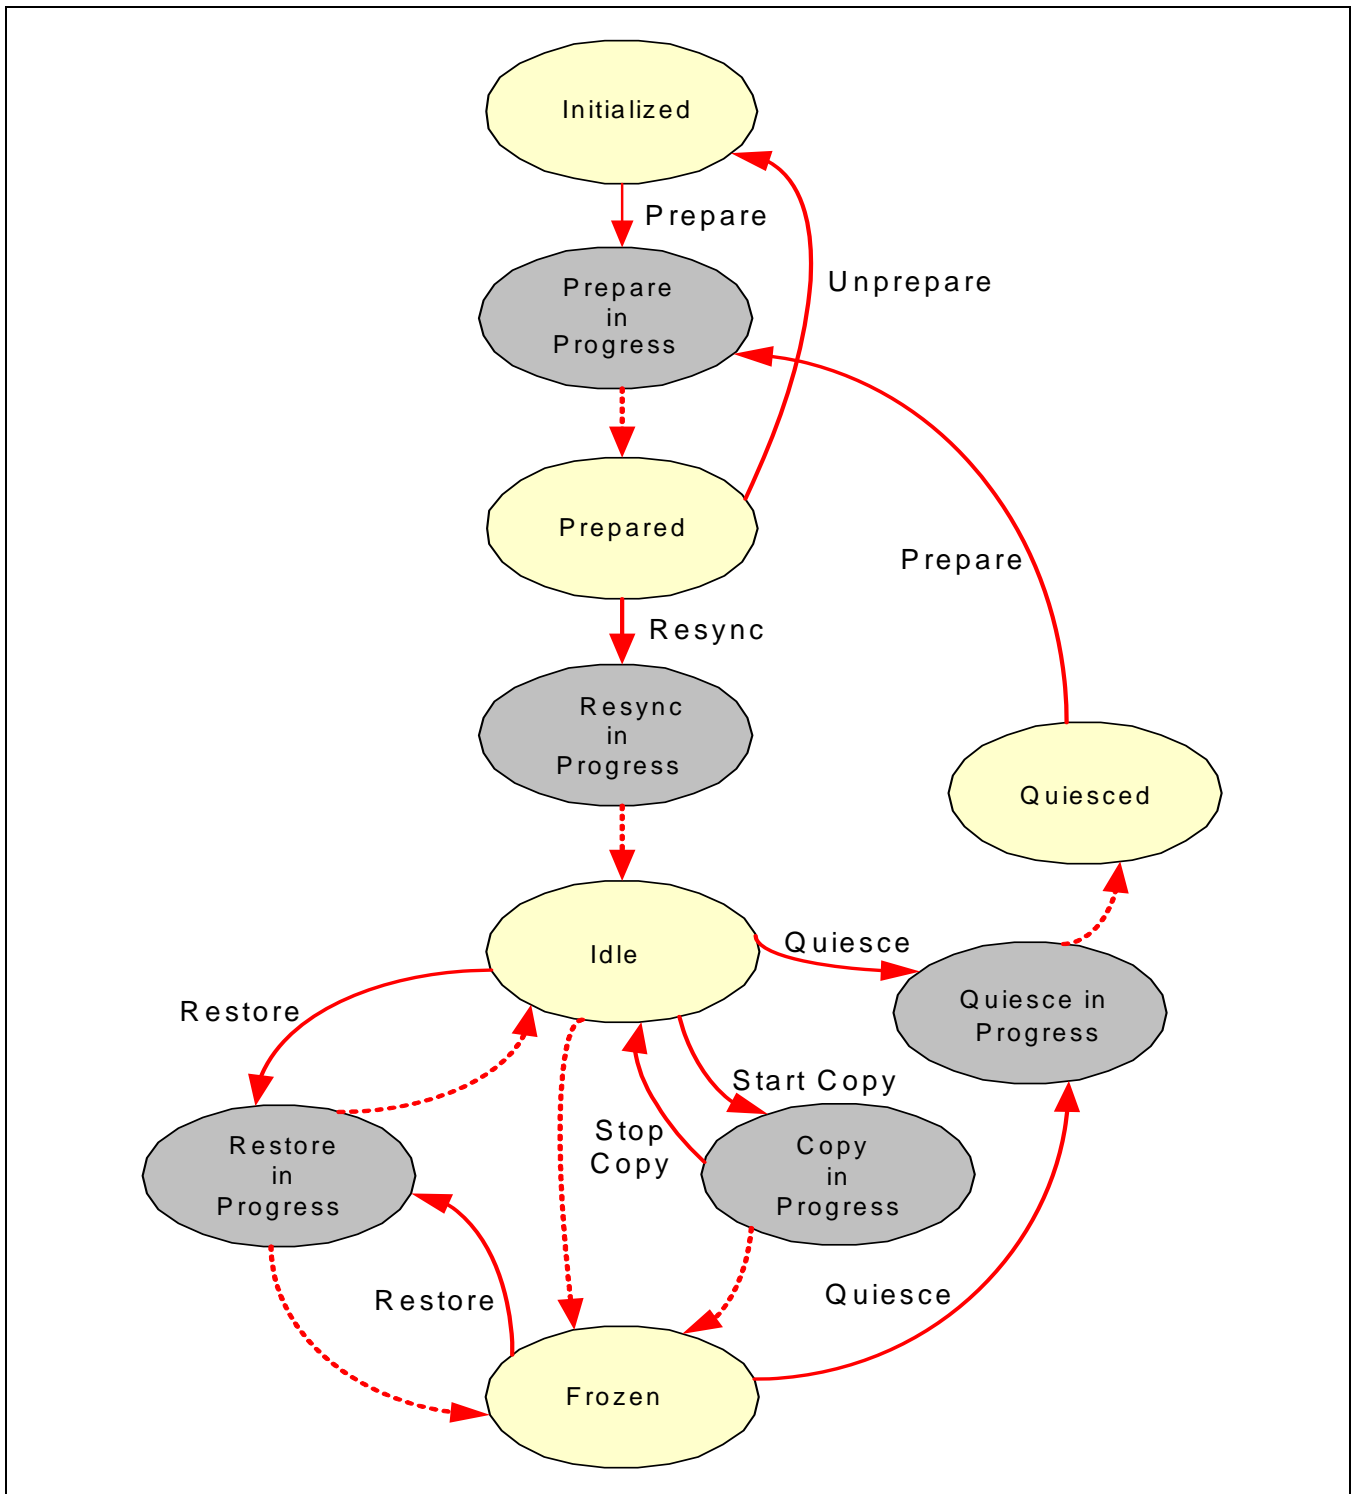 Initialized
Prepare
Unprepare
Prepare
in
Progress
Prepared
Prepare
Resync
Resync
in
Progress
Quiesced
Idle
Quiesce
Quiesce in
Progress
Restore
Start Copy
Stop
Copy
Restore
in
Progress
Copy
in
Progress
Restore
Quiesce
Frozen